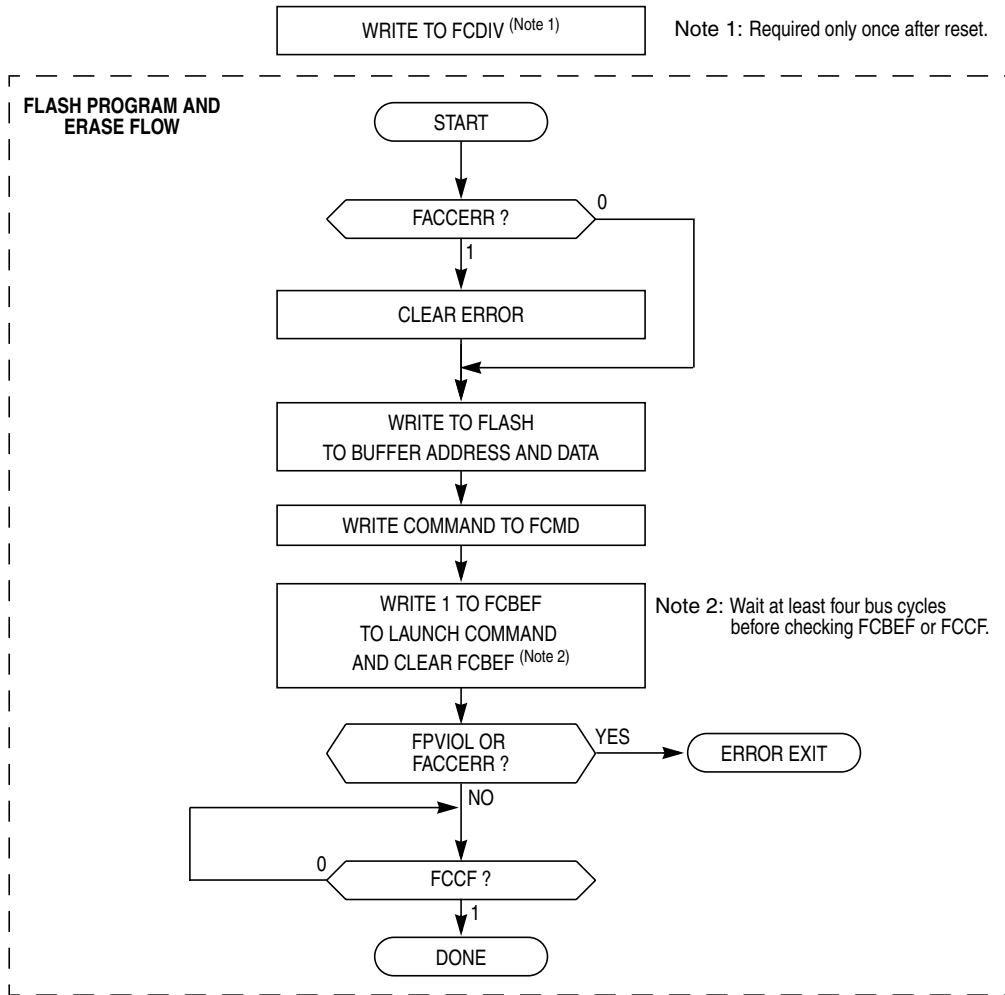 WRITE TO FCDIV (Note 1)
Note 1: Required only once after reset.
FLASH PROGRAM AND
ERASE FLOW
START
FACCERR ?
0
1
CLEAR ERROR
WRITE TO FLASH
TO BUFFER ADDRESS AND DATA
WRITE COMMAND TO FCMD
WRITE 1 TO FCBEF
TO LAUNCH COMMAND
AND CLEAR FCBEF (Note 2)
Note 2: Wait at least four bus cycles
before checking FCBEF or FCCF.
FPVIOL OR
FACCERR ?
YES
ERROR EXIT
NO
0
FCCF ?
1
DONE